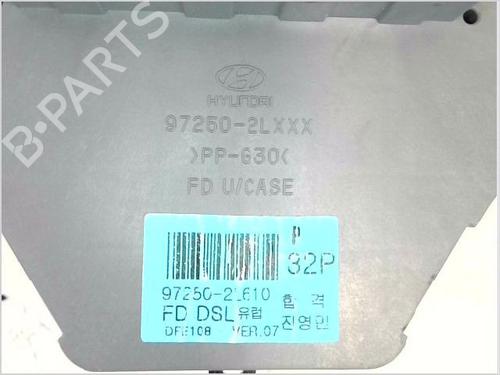 B-PARTS
HYUNDAI
97250-2LXXX
>PP-G30<
FD U/CASE
P
32P
97250-2L610 합 격
FD DSL 유럽
VER.07 진영민